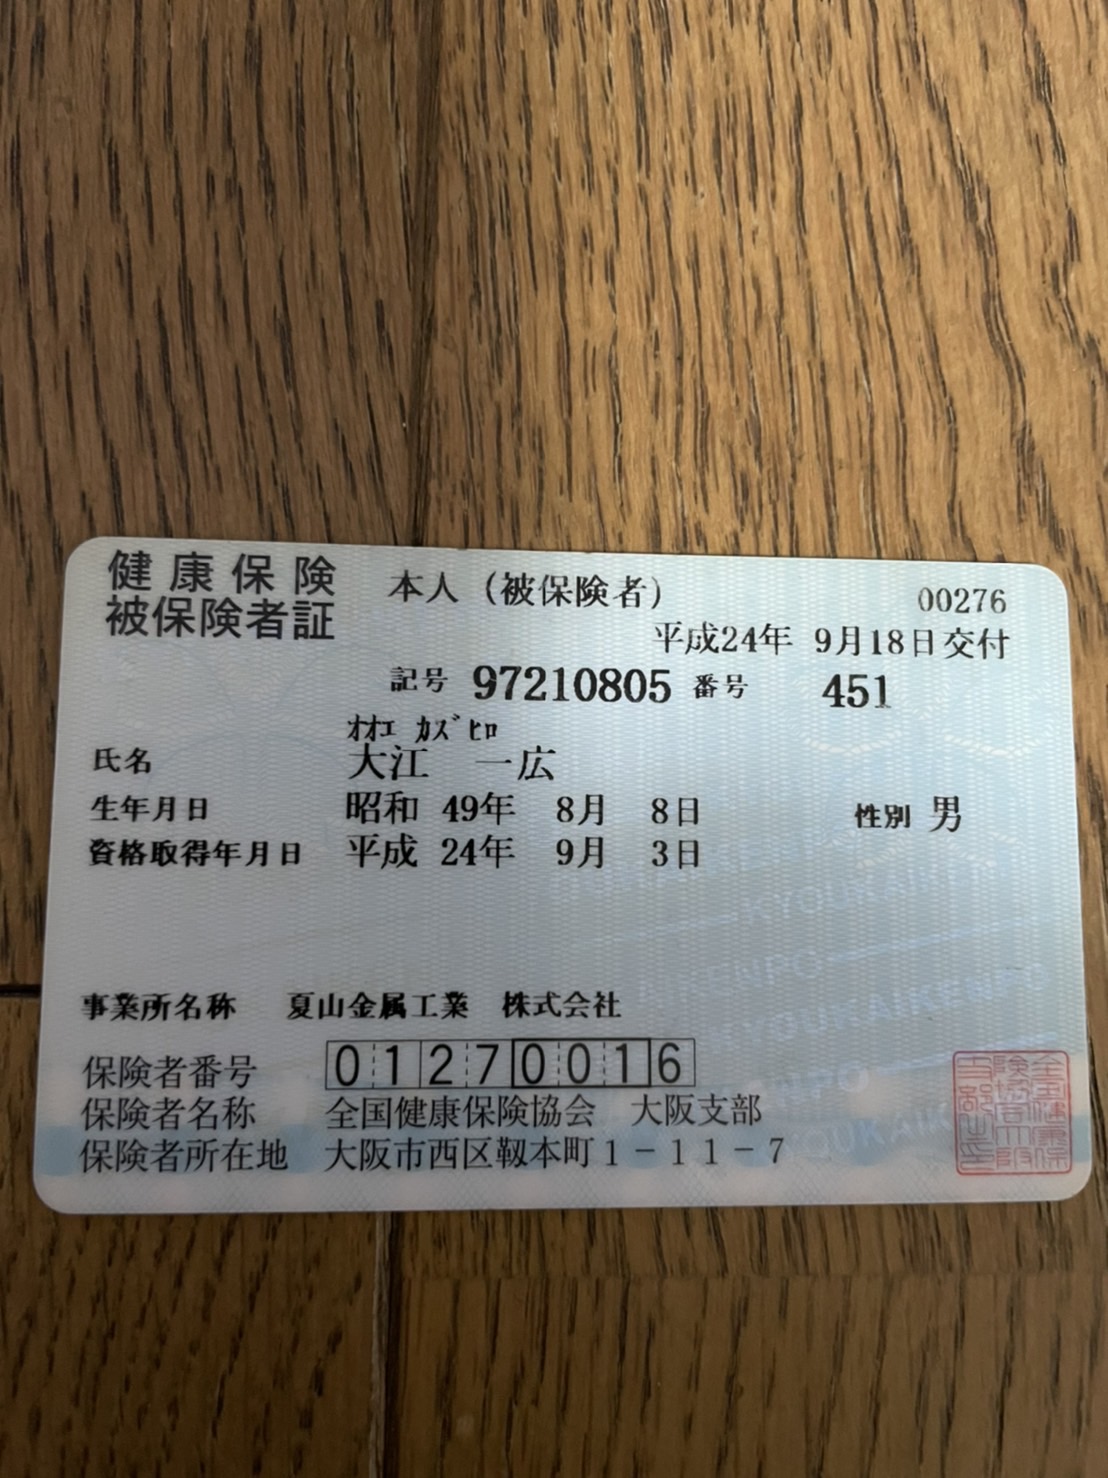 健康保険 本人（被保険者） 00276
被保険者証 平成24年 9月18日交付
記号 97210805 番号 451
ｵｵｴ ｶｽﾞﾋﾛ
氏名 大江 一広
生年月日 昭和 49年 8月 8日 性別 男
資格取得年月日 平成 24年 9月 3日
事業所名称 夏山金属工業 株式会社
保険者番号 01270016
保険者名称 全国健康保険協会 大阪支部
保険者所在地 大阪市西区靱本町1－11－7